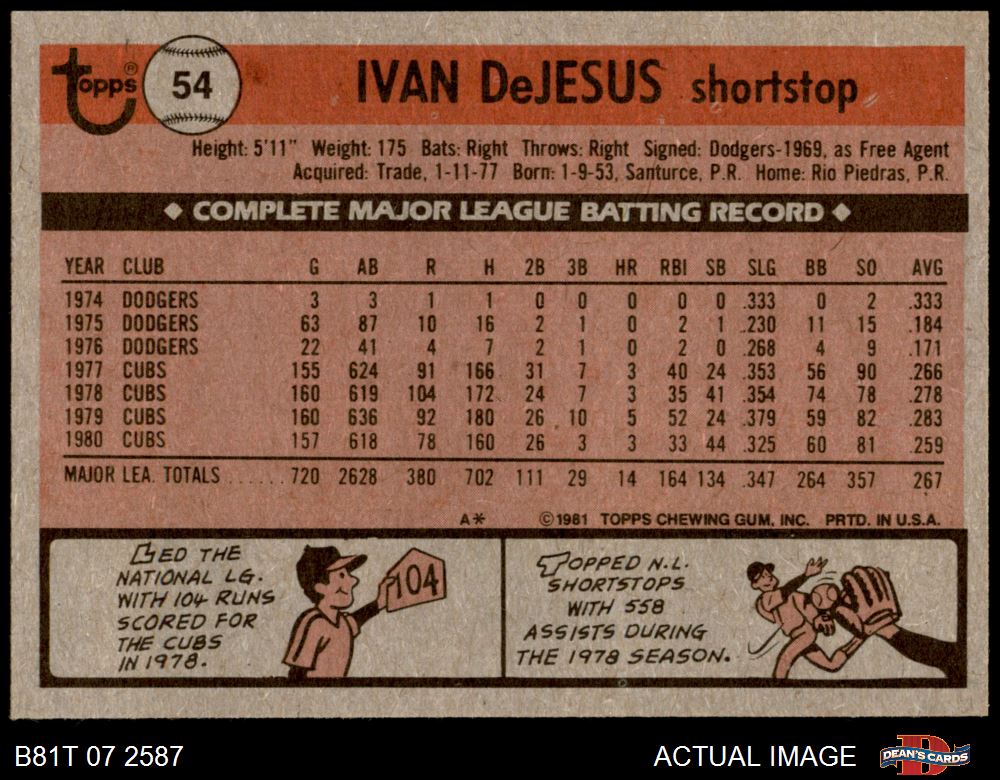 topps® 54 IVAN DeJESUS shortstop
Height: 5'11" Weight: 175 Bats: Right Throws: Right Signed: Dodgers-1969, as Free Agent
Acquired: Trade, 1-11-77 Born: 1-9-53, Santurce, P.R. Home: Rio Piedras, P.R.
◆ COMPLETE MAJOR LEAGUE BATTING RECORD ◆
YEAR CLUB G AB R H 2B 3B HR RBI SB SLG BB SO AVG
1974 DODGERS 3 3 1 1 0 0 0 0 0 .333 0 2 .333
1975 DODGERS 63 87 10 16 2 1 0 2 1 .230 11 15 .184
1976 DODGERS 22 41 4 7 2 1 0 2 0 .268 4 9 .171
1977 CUBS 155 624 91 166 31 7 3 40 24 .353 56 90 .266
1978 CUBS 160 619 104 172 24 7 3 35 41 .354 74 78 .278
1979 CUBS 160 636 92 180 26 10 5 52 24 .379 59 82 .283
1980 CUBS 157 618 78 160 26 3 3 33 44 .325 60 81 .259
MAJOR LEA. TOTALS ...... 720 2628 380 702 111 29 14 164 134 .347 264 357 .267
A* ©1981 TOPPS CHEWING GUM, INC. PRTD. IN U.S.A.
LED THE
NATIONAL LG.
WITH 104 RUNS
SCORED FOR
THE CUBS
IN 1978.
104
TOPPED N.L.
SHORTSTOPS
WITH 558
ASSISTS DURING
THE 1978 SEASON.
B81T 07 2587 ACTUAL IMAGE DEAN'S CARDS